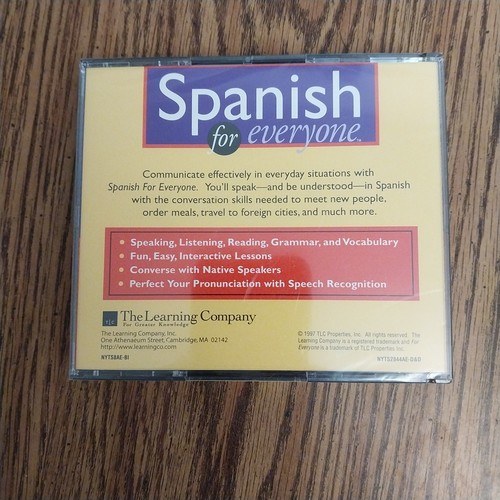 Spanish
for everyone™
Communicate effectively in everyday situations with
Spanish For Everyone. You'll speak—and be understood—in Spanish
with the conversation skills needed to meet new people,
order meals, travel to foreign cities, and much more.
• Speaking, Listening, Reading, Grammar, and Vocabulary
• Fun, Easy, Interactive Lessons
• Converse with Native Speakers
• Perfect Your Pronunciation with Speech Recognition
TLC The Learning Company
For Greater Knowledge
The Learning Company, Inc.
One Athenaeum Street, Cambridge, MA 02142
http://www.learningco.com
NYTS8AE-BI
© 1997 TLC Properties, Inc. All rights reserved. The
Learning Company is a registered trademark and For
Everyone is a trademark of TLC Properties, Inc.
NYTS2844AE-D&D